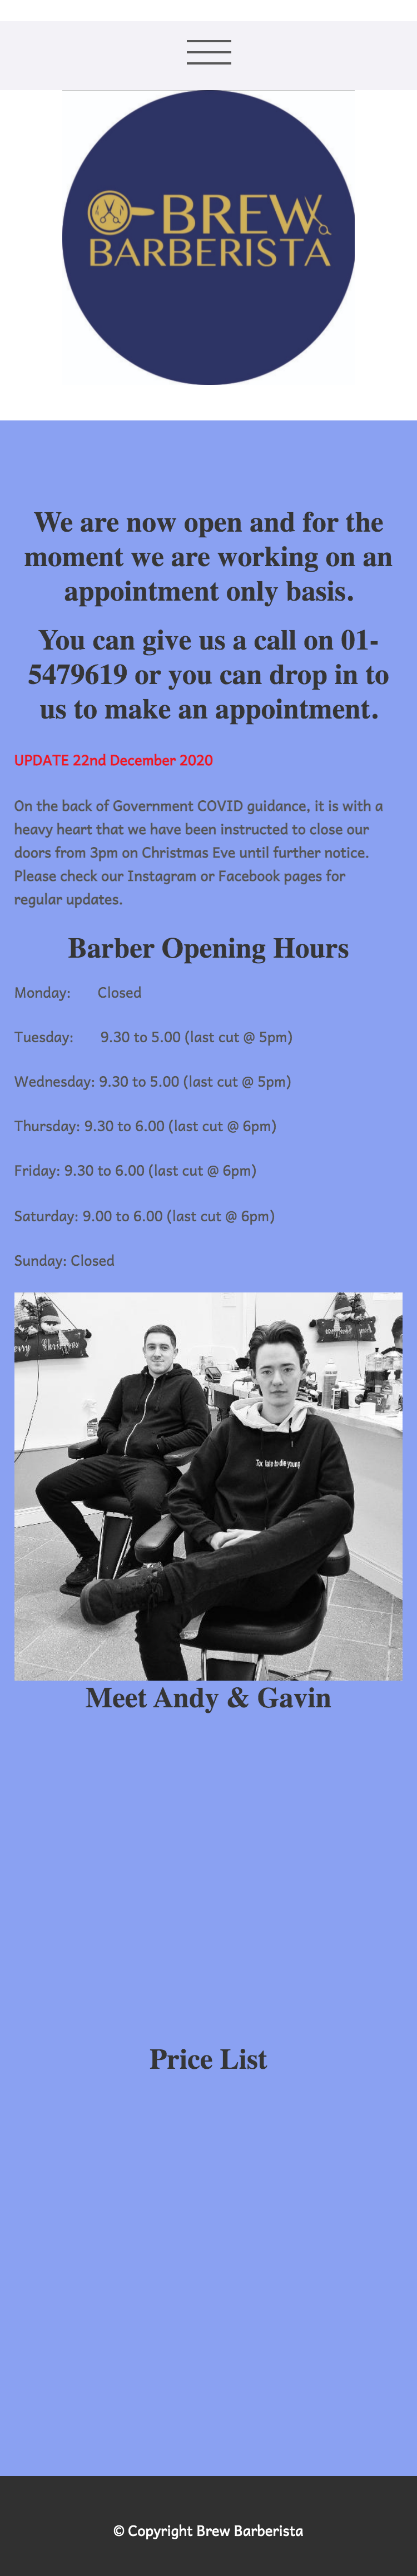 BREW
BARBERISTA
We are now open and for the
moment we are working on an
appointment only basis.
You can give us a call on 01-
5479619 or you can drop in to
us to make an appointment.
UPDATE 22nd December 2020
On the back of Government COVID guidance, it is with a
heavy heart that we have been instructed to close our
doors from 3pm on Christmas Eve until further notice.
Please check our Instagram or Facebook pages for
regular updates.
Barber Opening Hours
Monday: Closed
Tuesday: 9.30 to 5.00 (last cut @ 5pm)
Wednesday: 9.30 to 5.00 (last cut @ 5pm)
Thursday: 9.30 to 6.00 (last cut @ 6pm)
Friday: 9.30 to 6.00 (last cut @ 6pm)
Saturday: 9.00 to 6.00 (last cut @ 6pm)
Sunday: Closed
Christmas
Too late to die young
Meet Andy & Gavin
Price List
© Copyright Brew Barberista